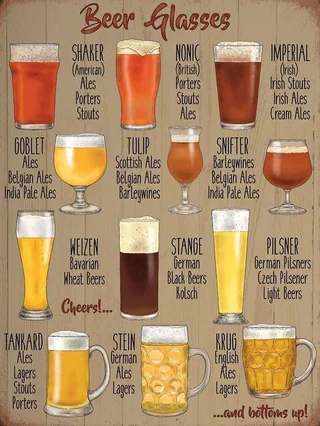 Beer Glasses
SHAKER
(American)
Ales
Porters
Stouts
NONIC
(British)
Porters
Stouts
Ales
IMPERIAL
(Irish)
Irish Stouts
Irish Ales
Cream Ales
GOBLET
Ales
Belgian Ales
India Pale Ales
TULIP
Scottish Ales
Belgian Ales
Barleywines
SNIFTER
Barleywines
Belgian Ales
India Pale Ales
WEIZEN
Bavarian
Wheat Beers
Cheers!...
STANGE
German
Black Beers
Kolsch
PILSNER
German Pilsners
Czech Pilsner
Light Beers
TANKARD
Ales
Lagers
Stouts
Porters
STEIN
German
Ales
Lagers
KRUG
English
Ales
Lagers
...and bottoms up!